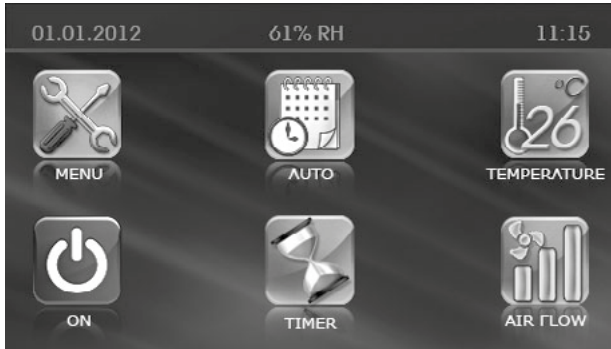 01.01.2012 61% RH 11:15
°C
26
MENU AUTO TEMPERATURE
ON TIMER AIR FLOW